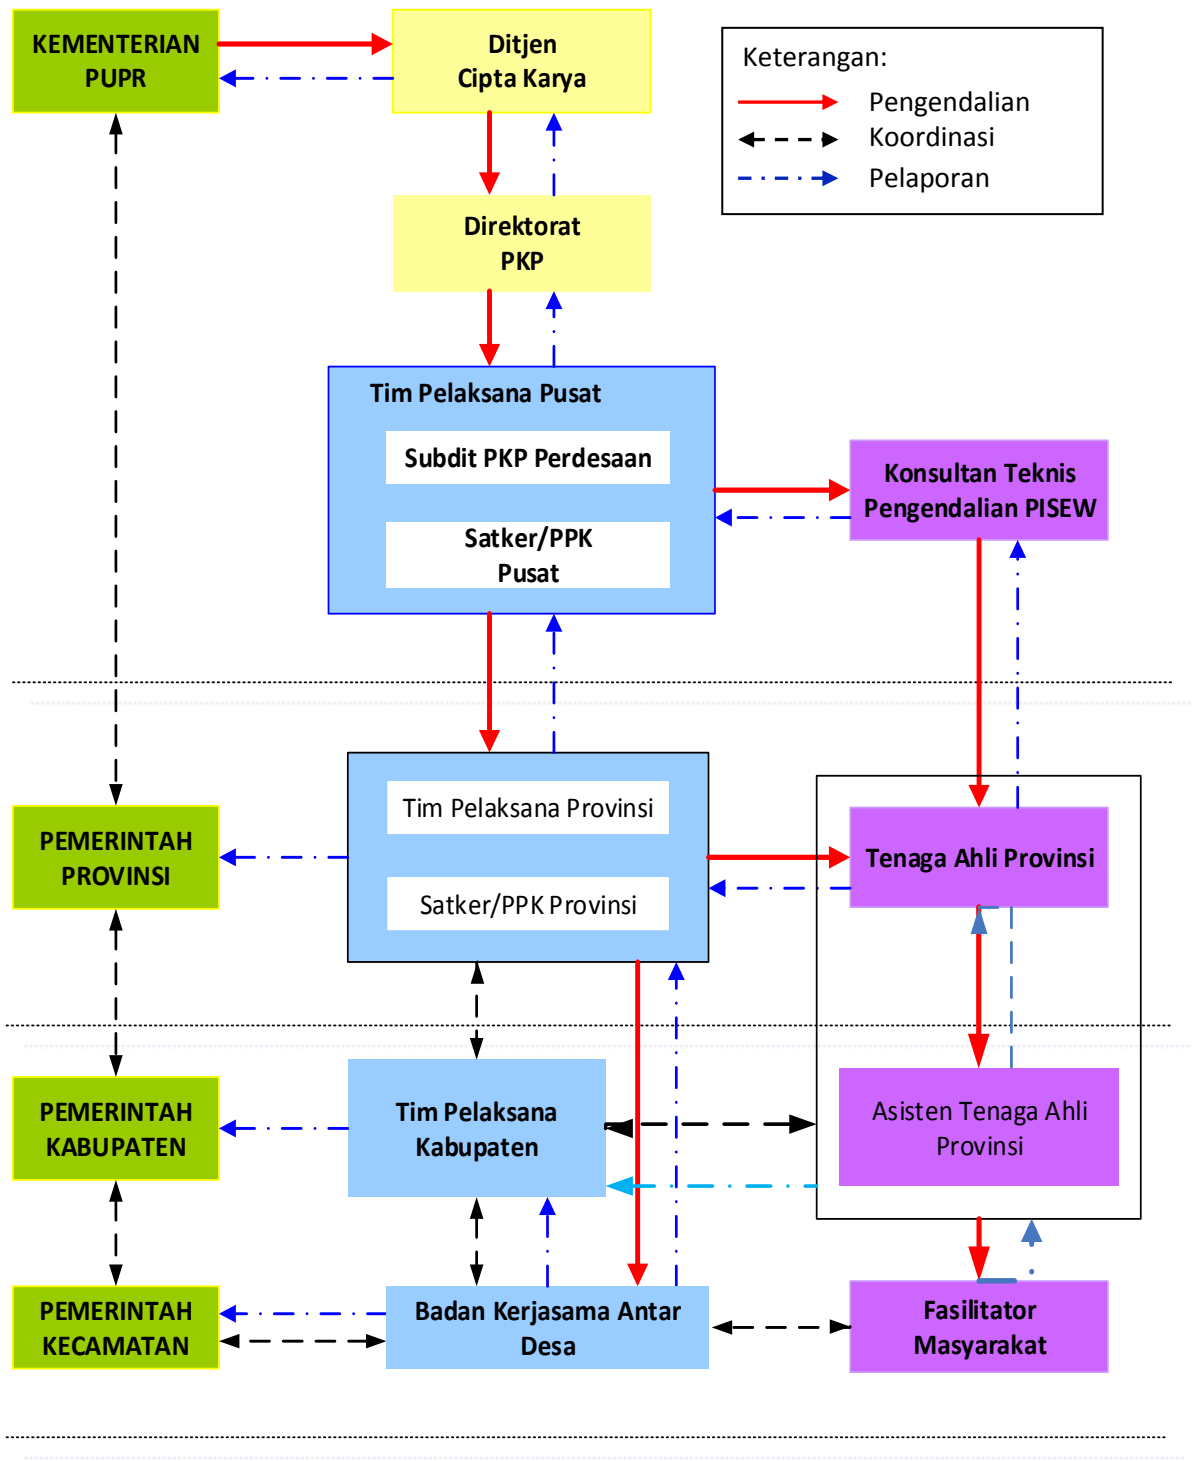 KEMENTERIAN
PUPR
Ditjen
Cipta Karya
Keterangan:
Pengendalian
Koordinasi
Pelaporan
Direktorat
PKP
Tim Pelaksana Pusat
Subdit PKP Perdesaan
Satker/PPK
Pusat
Konsultan Teknis
Pengendalian PISEW
PEMERINTAH
PROVINSI
Tim Pelaksana Provinsi
Satker/PPK Provinsi
Tenaga Ahli Provinsi
PEMERINTAH
KABUPATEN
Tim Pelaksana
Kabupaten
Asisten Tenaga Ahli
Provinsi
PEMERINTAH
KECAMATAN
Badan Kerjasama Antar
Desa
Fasilitator
Masyarakat